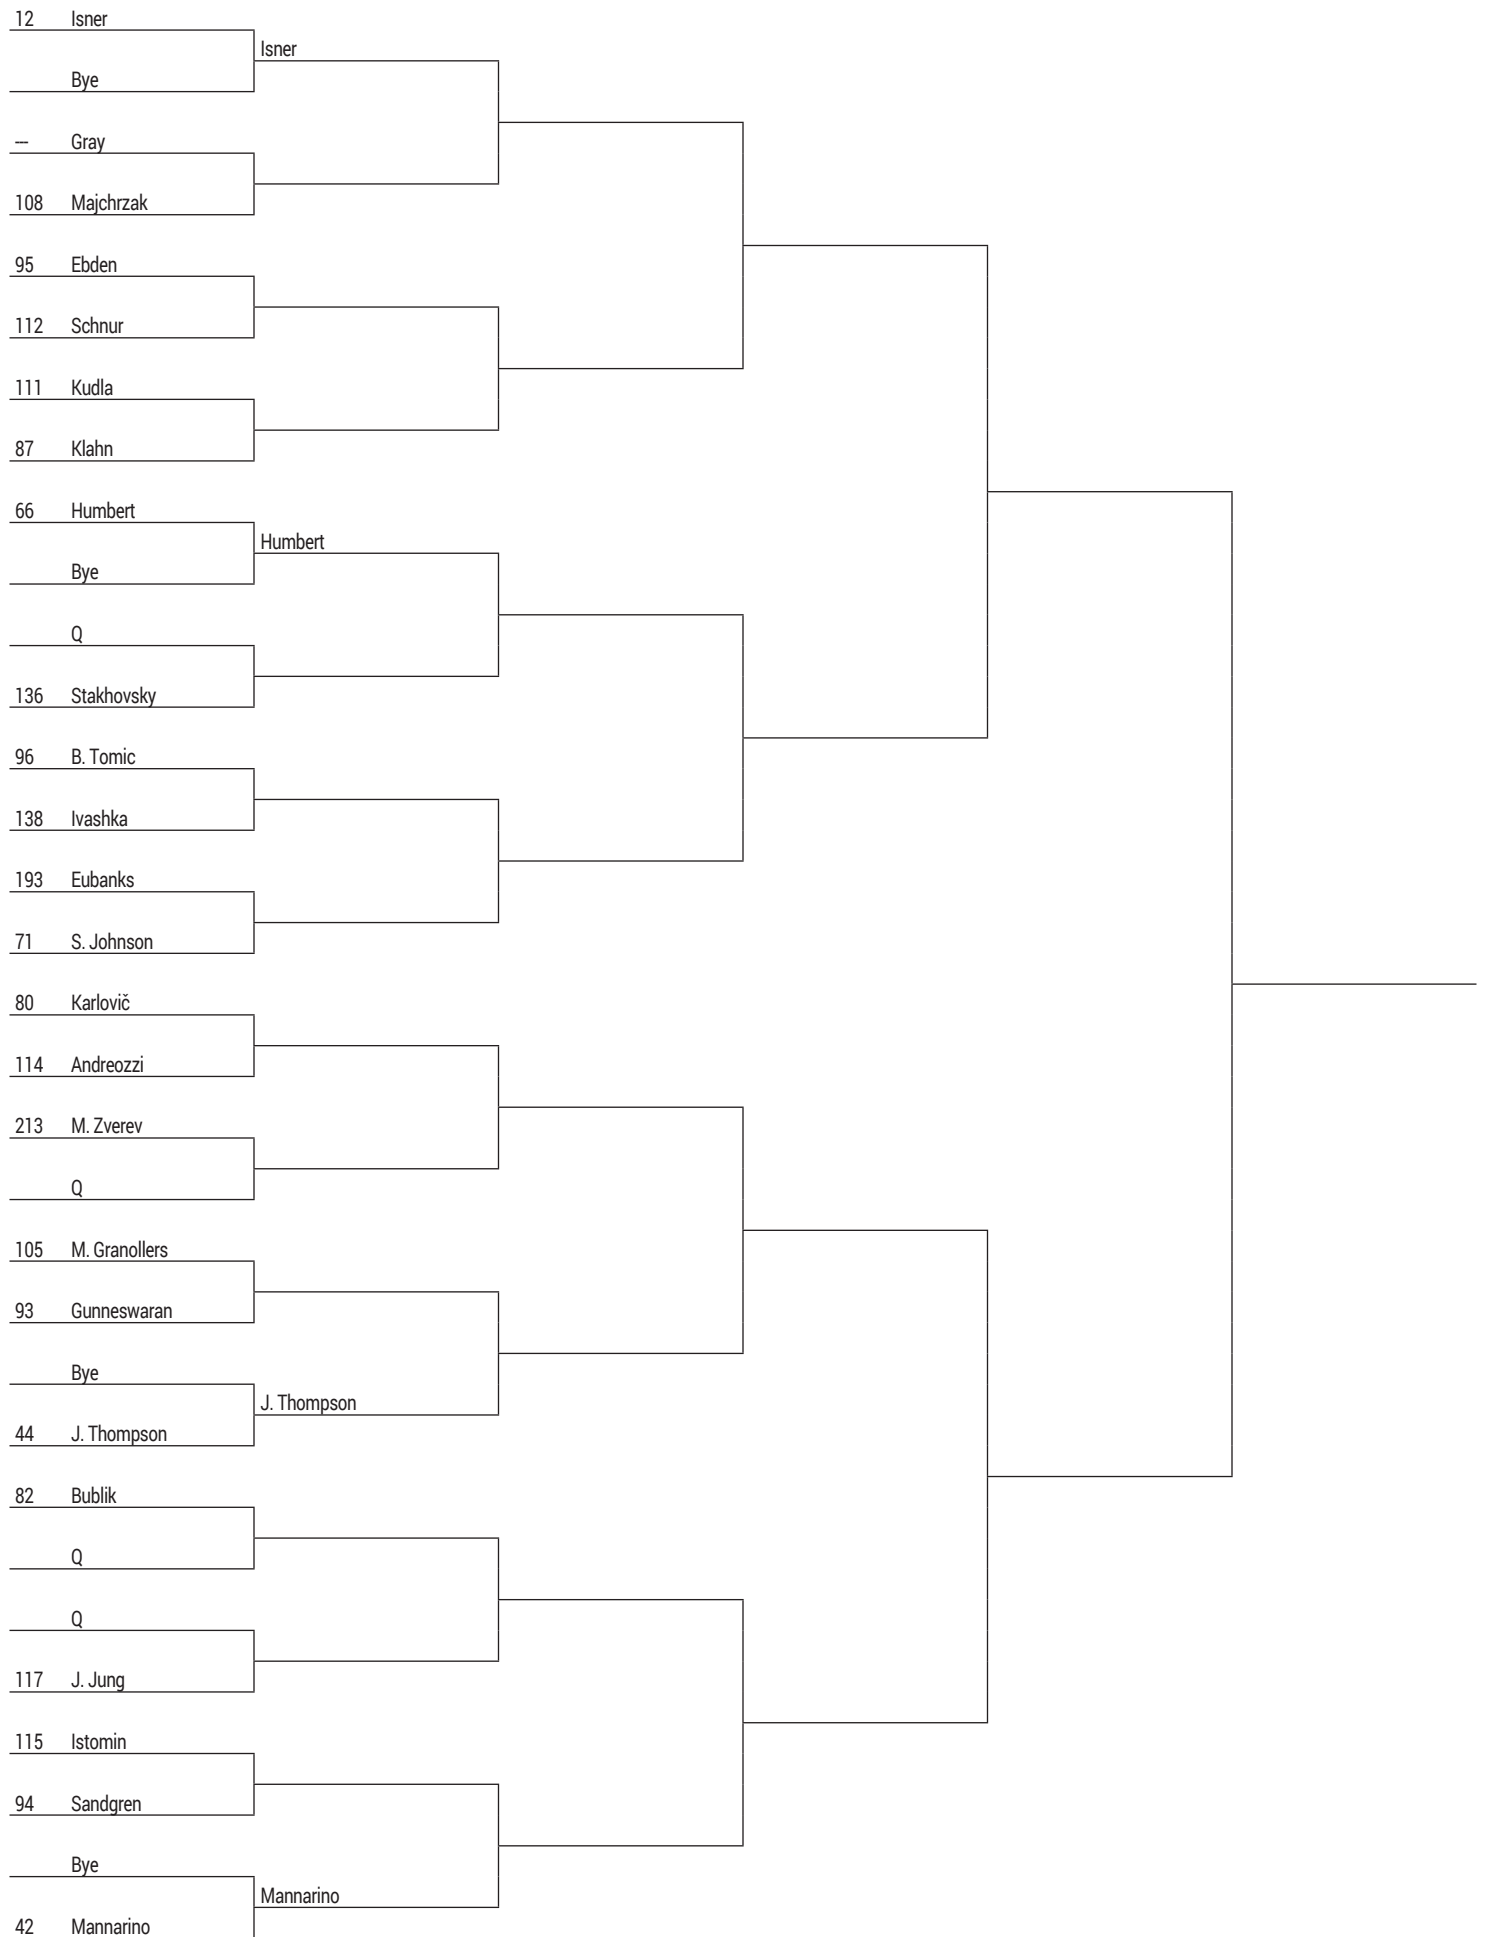 12 Isner
Isner
Bye
--- Gray
108 Majchrzak
95 Ebden
112 Schnur
111 Kudla
87 Klahn
66 Humbert
Humbert
Bye
Q
136 Stakhovsky
96 B. Tomic
138 Ivashka
193 Eubanks
71 S. Johnson
80 Karlovič
114 Andreozzi
213 M. Zverev
Q
105 M. Granollers
93 Gunneswaran
Bye
J. Thompson
44 J. Thompson
82 Bublik
Q
Q
117 J. Jung
115 Istomin
94 Sandgren
Bye
Mannarino
42 Mannarino